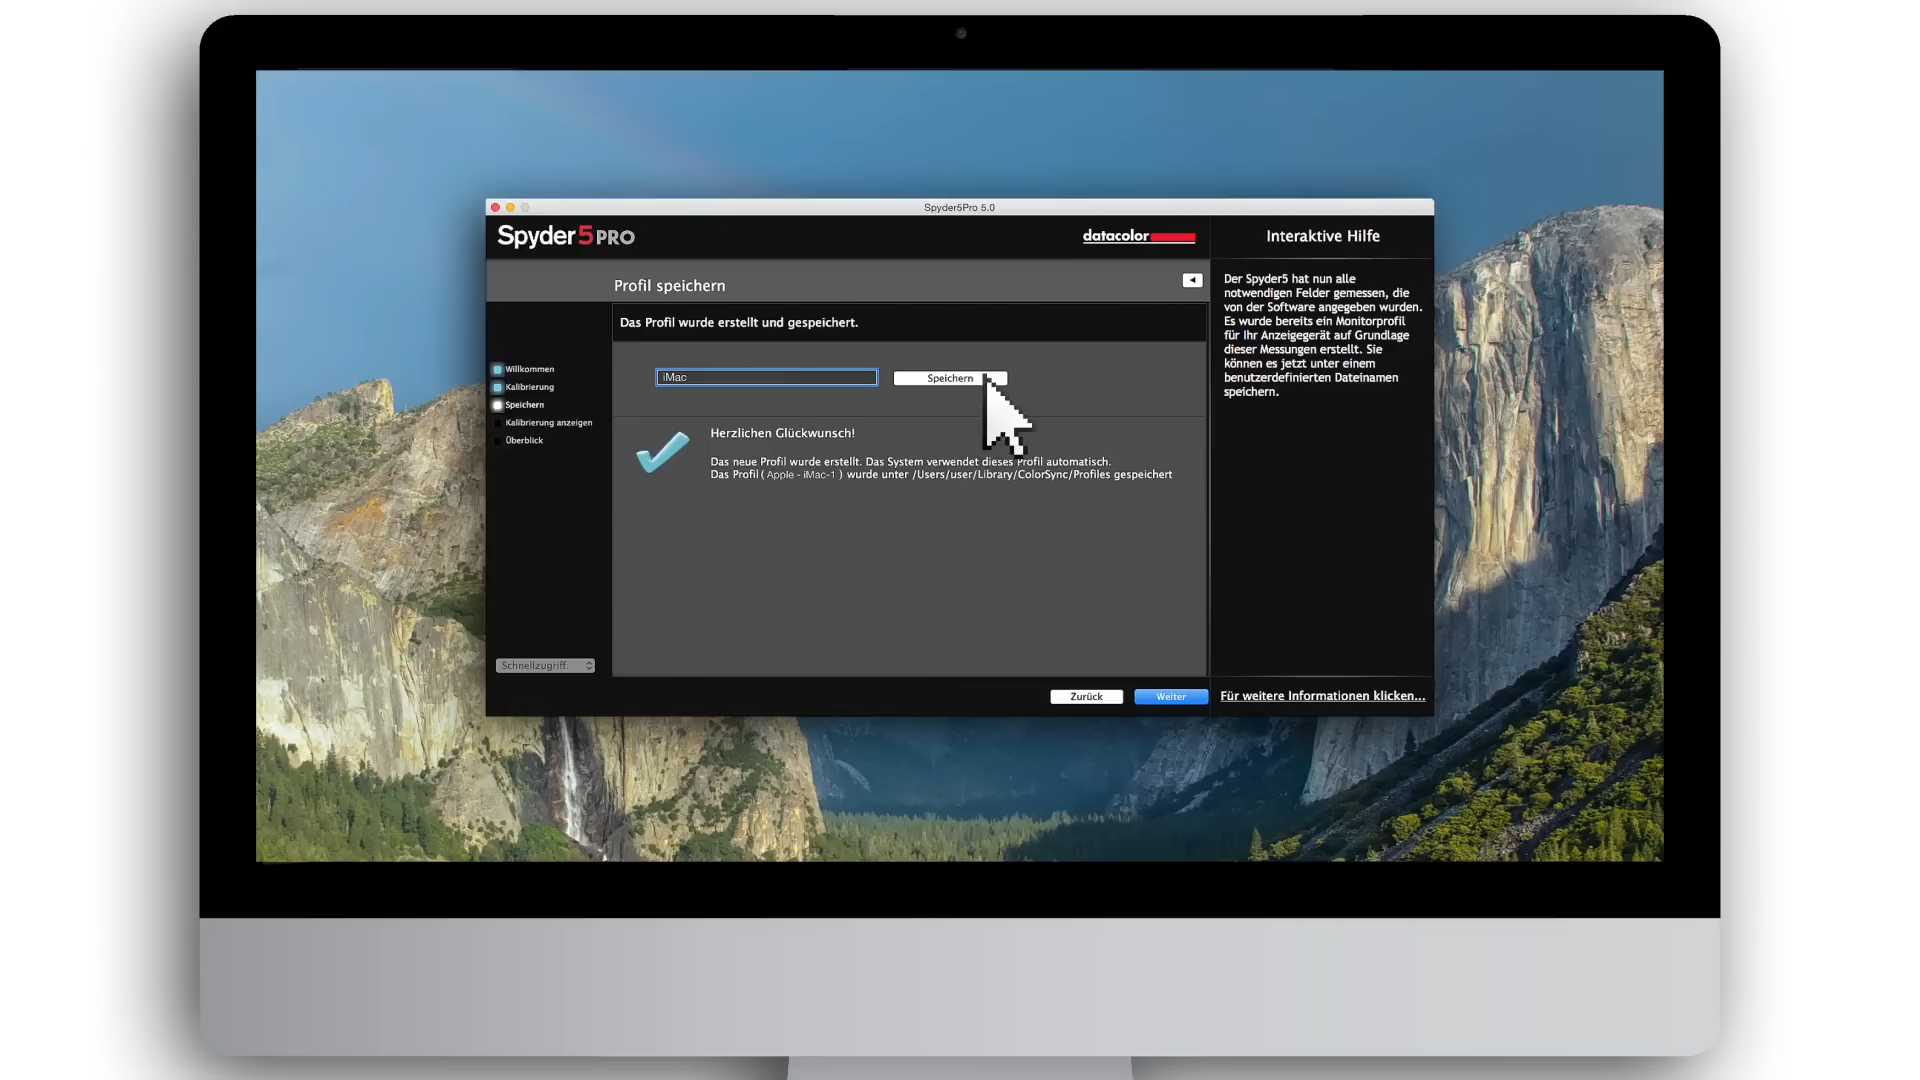 Spyder5Pro 5.0
Spyder5PRO
datacolor
Interaktive Hilfe
Profil speichern
Das Profil wurde erstellt und gespeichert.
Willkommen
Kalibrierung
Speichern
Kalibrierung anzeigen
Überblick
iMac
Speichern
Herzlichen Glückwunsch!
Das neue Profil wurde erstellt. Das System verwendet dieses Profil automatisch.
Das Profil ( Apple - iMac-1 ) wurde unter /Users/user/Library/ColorSync/Profiles gespeichert
Der Spyder5 hat nun alle
notwendigen Felder gemessen, die
von der Software angegeben wurden.
Es wurde bereits ein Monitorprofil
für Ihr Anzeigegerät auf Grundlage
dieser Messungen erstellt. Sie
können es jetzt unter einem
benutzerdefinierten Dateinamen
speichern.
Schnellzugriff:
Zurück
Weiter
Für weitere Informationen klicken...